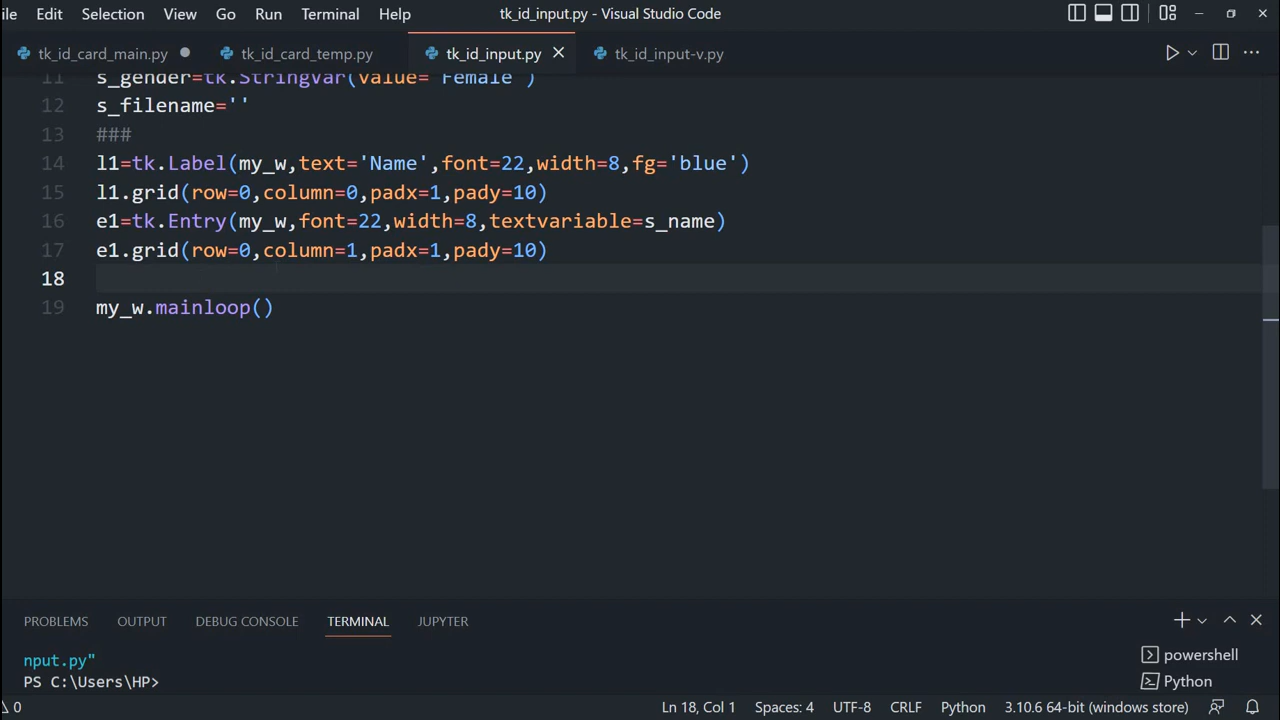 ile Edit Selection View Go Run Terminal Help tk_id_input.py - Visual Studio Code
tk_id_card_main.py tk_id_card_temp.py tk_id_input.py tk_id_input-v.py
11 s_gender=tk.StringVar(value='Female')
12 s_filename=''
13 ###
14 l1=tk.Label(my_w,text='Name',font=22,width=8,fg='blue')
15 l1.grid(row=0,column=0,padx=1,pady=10)
16 e1=tk.Entry(my_w,font=22,width=8,textvariable=s_name)
17 e1.grid(row=0,column=1,padx=1,pady=10)
18
19 my_w.mainloop()
PROBLEMS OUTPUT DEBUG CONSOLE TERMINAL JUPYTER
nput.py"
PS C:\Users\HP>
powershell
Python
0 Ln 18, Col 1 Spaces: 4 UTF-8 CRLF Python 3.10.6 64-bit (windows store)